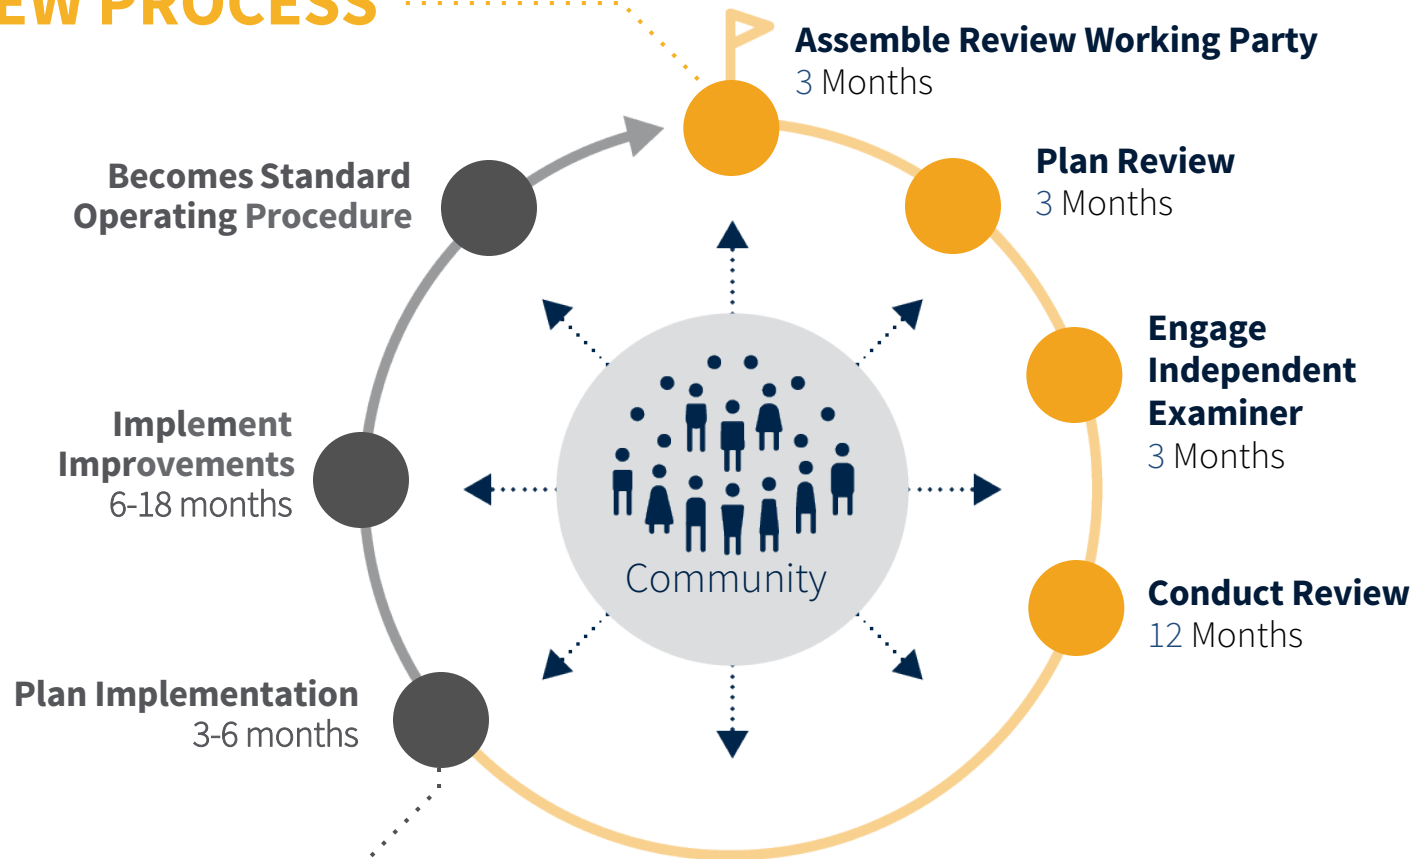 EW PROCESS
Assemble Review Working Party
3 Months
Plan Review
3 Months
Engage
Independent
Examiner
3 Months
Conduct Review
12 Months
Plan Implementation
3-6 months
Implement
Improvements
6-18 months
Becomes Standard
Operating Procedure
Community